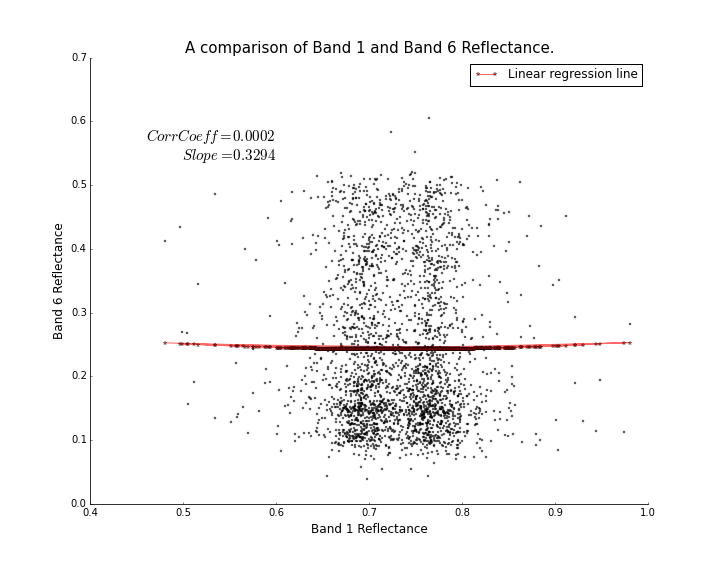 A comparison of Band 1 and Band 6 Reflectance.
0.7
Linear regression line
0.6
CorrCoeff =0.0002
Slope =0.3294
0.5
0.4
Band 6 Reflectance
0.3
0.2
0.1
0.0
0.4 0.5 0.6 0.7 0.8 0.9 1.0
Band 1 Reflectance